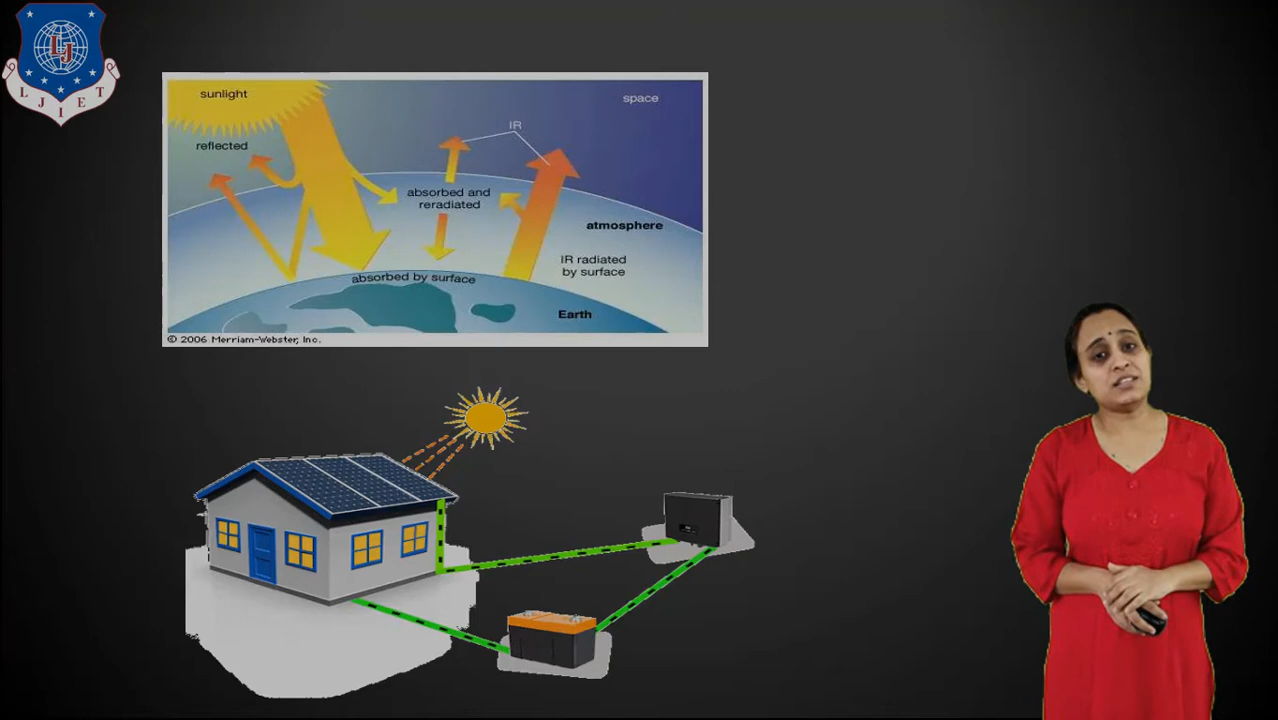 LJ
L J I E T
sunlight
space
IR
reflected
absorbed and
reradiated
atmosphere
IR radiated
by surface
absorbed by surface
Earth
© 2006 Merriam-Webster, Inc.